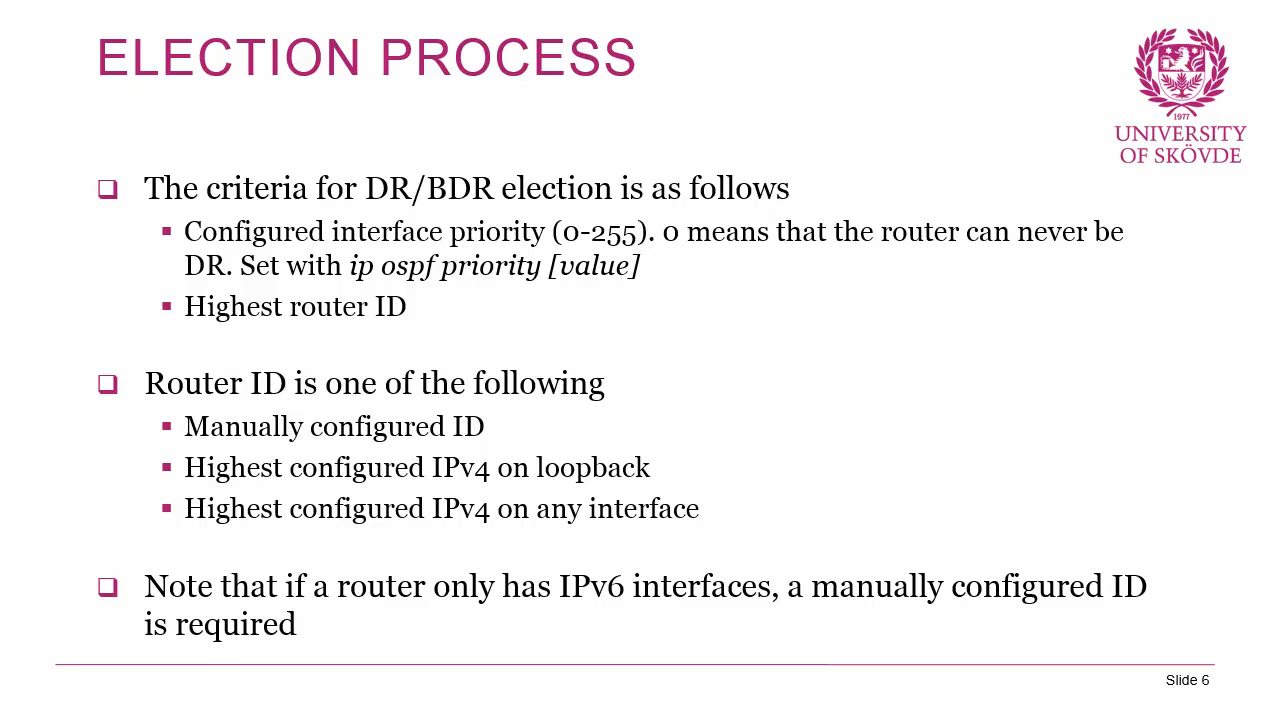 ELECTION PROCESS
1977
UNIVERSITY
OF SKÖVDE
The criteria for DR/BDR election is as follows
Configured interface priority (0-255). 0 means that the router can never be
DR. Set with ip ospf priority [value]
Highest router ID
Router ID is one of the following
Manually configured ID
Highest configured IPv4 on loopback
Highest configured IPv4 on any interface
Note that if a router only has IPv6 interfaces, a manually configured ID
is required
Slide 6